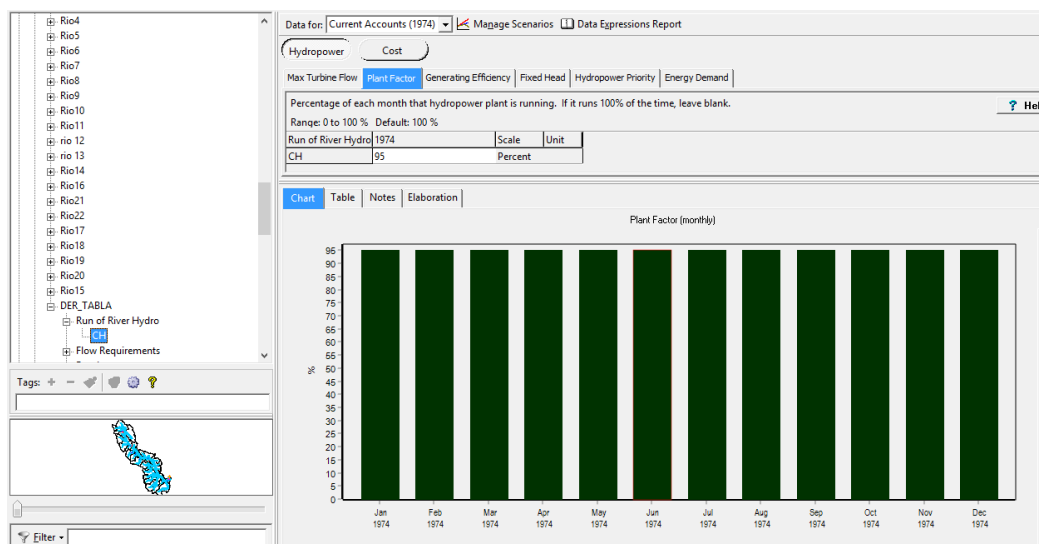 Rio4
Rio5
Rio6
Rio7
Rio8
Rio9
Rio10
Rio11
rio 12
rio 13
Rio14
Rio16
Rio21
Rio22
Rio17
Rio18
Rio19
Rio20
Rio15
DER_TABLA
Run of River Hydro
CH
Flow Requirements
Tags:
Filter
Data for: Current Accounts (1974) Manage Scenarios Data Expressions Report
Hydropower Cost
Max Turbine Flow Plant Factor Generating Efficiency Fixed Head Hydropower Priority Energy Demand
Percentage of each month that hydropower plant is running. If it runs 100% of the time, leave blank.
? Hel
Range: 0 to 100 % Default: 100 %
Run of River Hydro 1974 Scale Unit
CH 95 Percent
Chart Table Notes Elaboration
Plant Factor (monthly)
95
90
85
80
75
70
65
60
55
50
45
40
35
30
25
20
15
10
5
0
%
Jan Feb Mar Apr May Jun Jul Aug Sep Oct Nov Dec
1974 1974 1974 1974 1974 1974 1974 1974 1974 1974 1974 1974